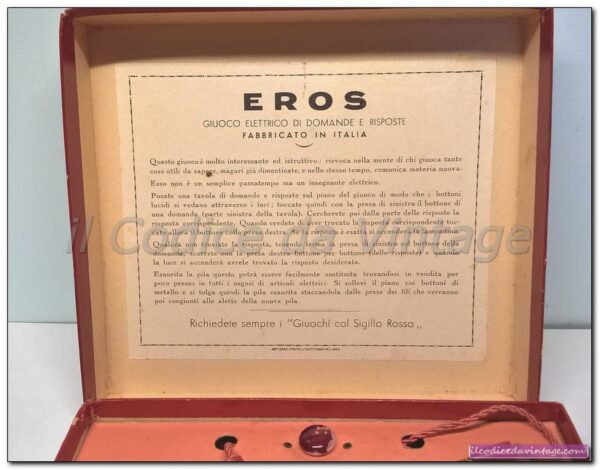 EROS
GIUOCO ELETTRICO DI DOMANDE E RISPOSTE
FABBRICATO IN ITALIA
Questo giuoco è molto interessante ed istruttivo: rievoca nella mente di chi giuoca tante
cose utili da sapere, magari già dimenticate, e nello stesso tempo, comunica materia nuova.
Esso non è un semplice passatempo ma un insegnante elettrico.
Posate una tavola di domande e risposte sul piano del giuoco di modo che i bottoni
lucidi si vedano attraverso i fori; toccate quindi con la presa di sinistra il bottone di
una domanda (parte sinistra della tavola). Cercherete poi dalla parte delle risposte la
risposta corrispondente. Quando credete di aver trovato la risposta corrispondente toc-
cate allora il bottone colla presa di destra. Se la risposta è esatta si accenderà la lampadina.
Qualora non trovate la risposta, tenendo ferma la presa sinistra sul bottone della
domanda, correte con la presa destra bottone per bottone (delle risposte) e quando
la luce si accenderà avrete trovato la risposta desiderata.
Esaurita la pila questa potrà essere facilmente sostituita trovandosi in vendita per
poco presso in tutti i negozi di articoli elettrici. Si sollevi il piano coi bottoni di
metallo e si tolga quindi la pila esaurita staccandola dalle prese dei fili che verranno
poi congiunti alle alette della nuova pila.
Richiedete sempre i "Giuochi col Sigillo Rosso „
il Codice da Vintage
ilcodicedavintage.com